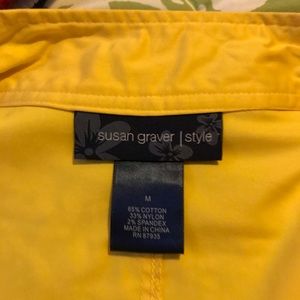 susan graver | style
M
65% COTTON
33% NYLON
2% SPANDEX
MADE IN CHINA
RN 87935